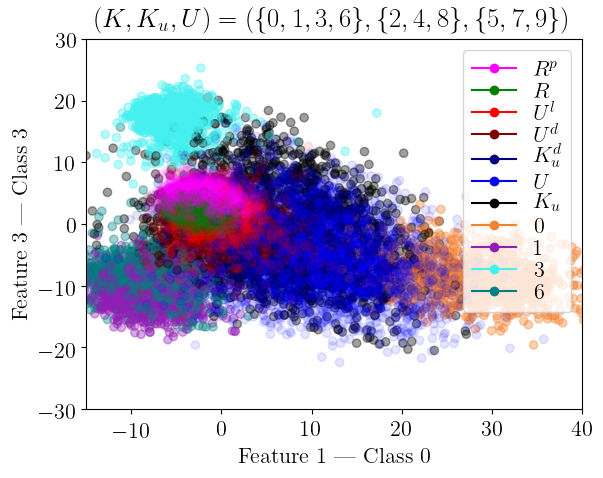 (K, K_u, U) = ({0, 1, 3, 6}, {2, 4, 8}, {5, 7, 9})
30
20
10
0
−10
−20
−30
Feature 3 — Class 3
−10
0
10
20
30
40
Feature 1 — Class 0
R^p
R
U^l
U^d
K_u^d
U
K_u
0
1
3
6